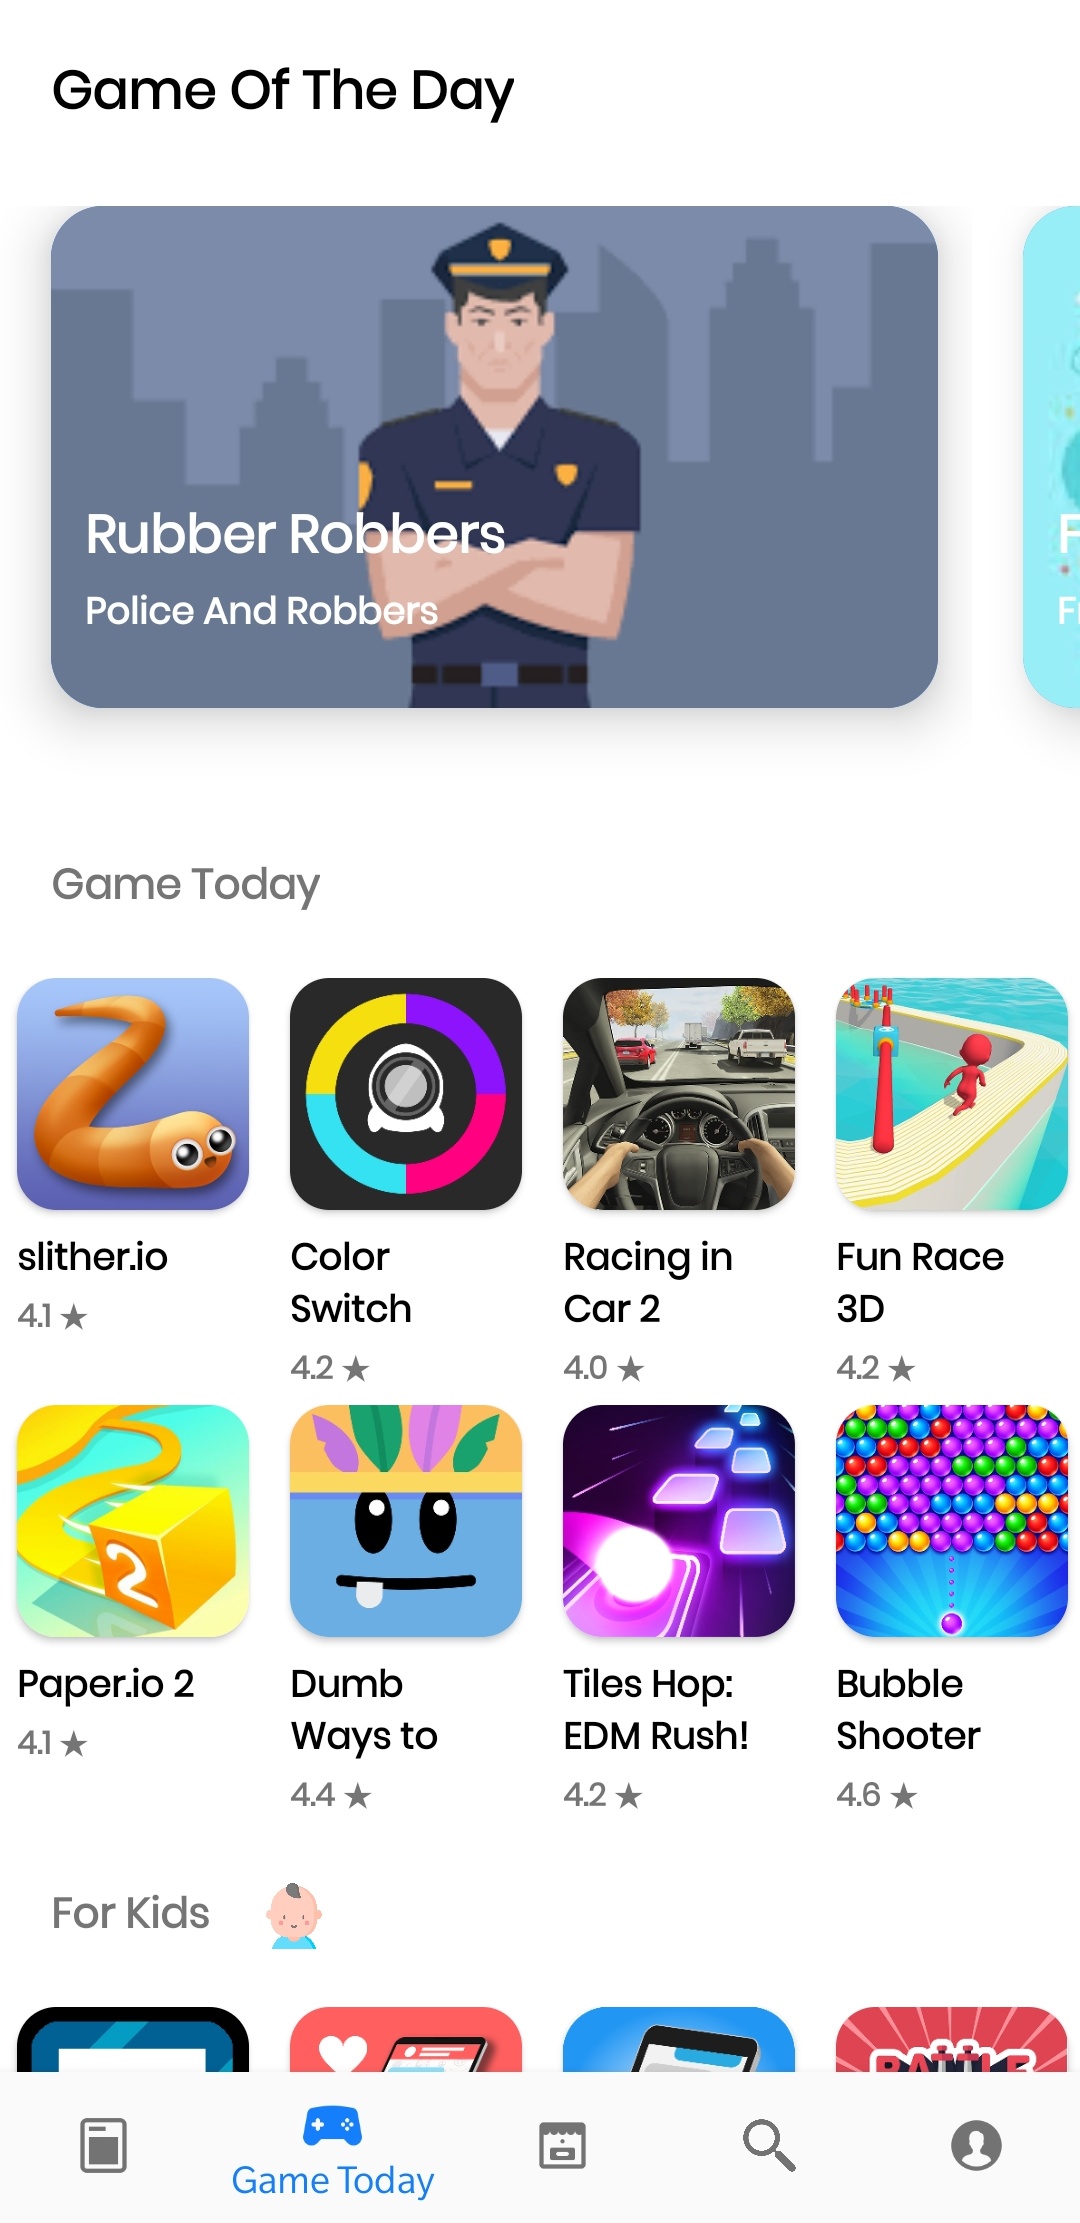 Game Of The Day
Rubber Robbers
Police And Robbers
F
Fr
Game Today
slither.io
4.1 ★
Color
Switch
4.2 ★
Racing in
Car 2
4.0 ★
Fun Race
3D
4.2 ★
2
Paper.io 2
4.1 ★
Dumb
Ways to
4.4 ★
Tiles Hop:
EDM Rush!
4.2 ★
Bubble
Shooter
4.6 ★
For Kids
Game Today